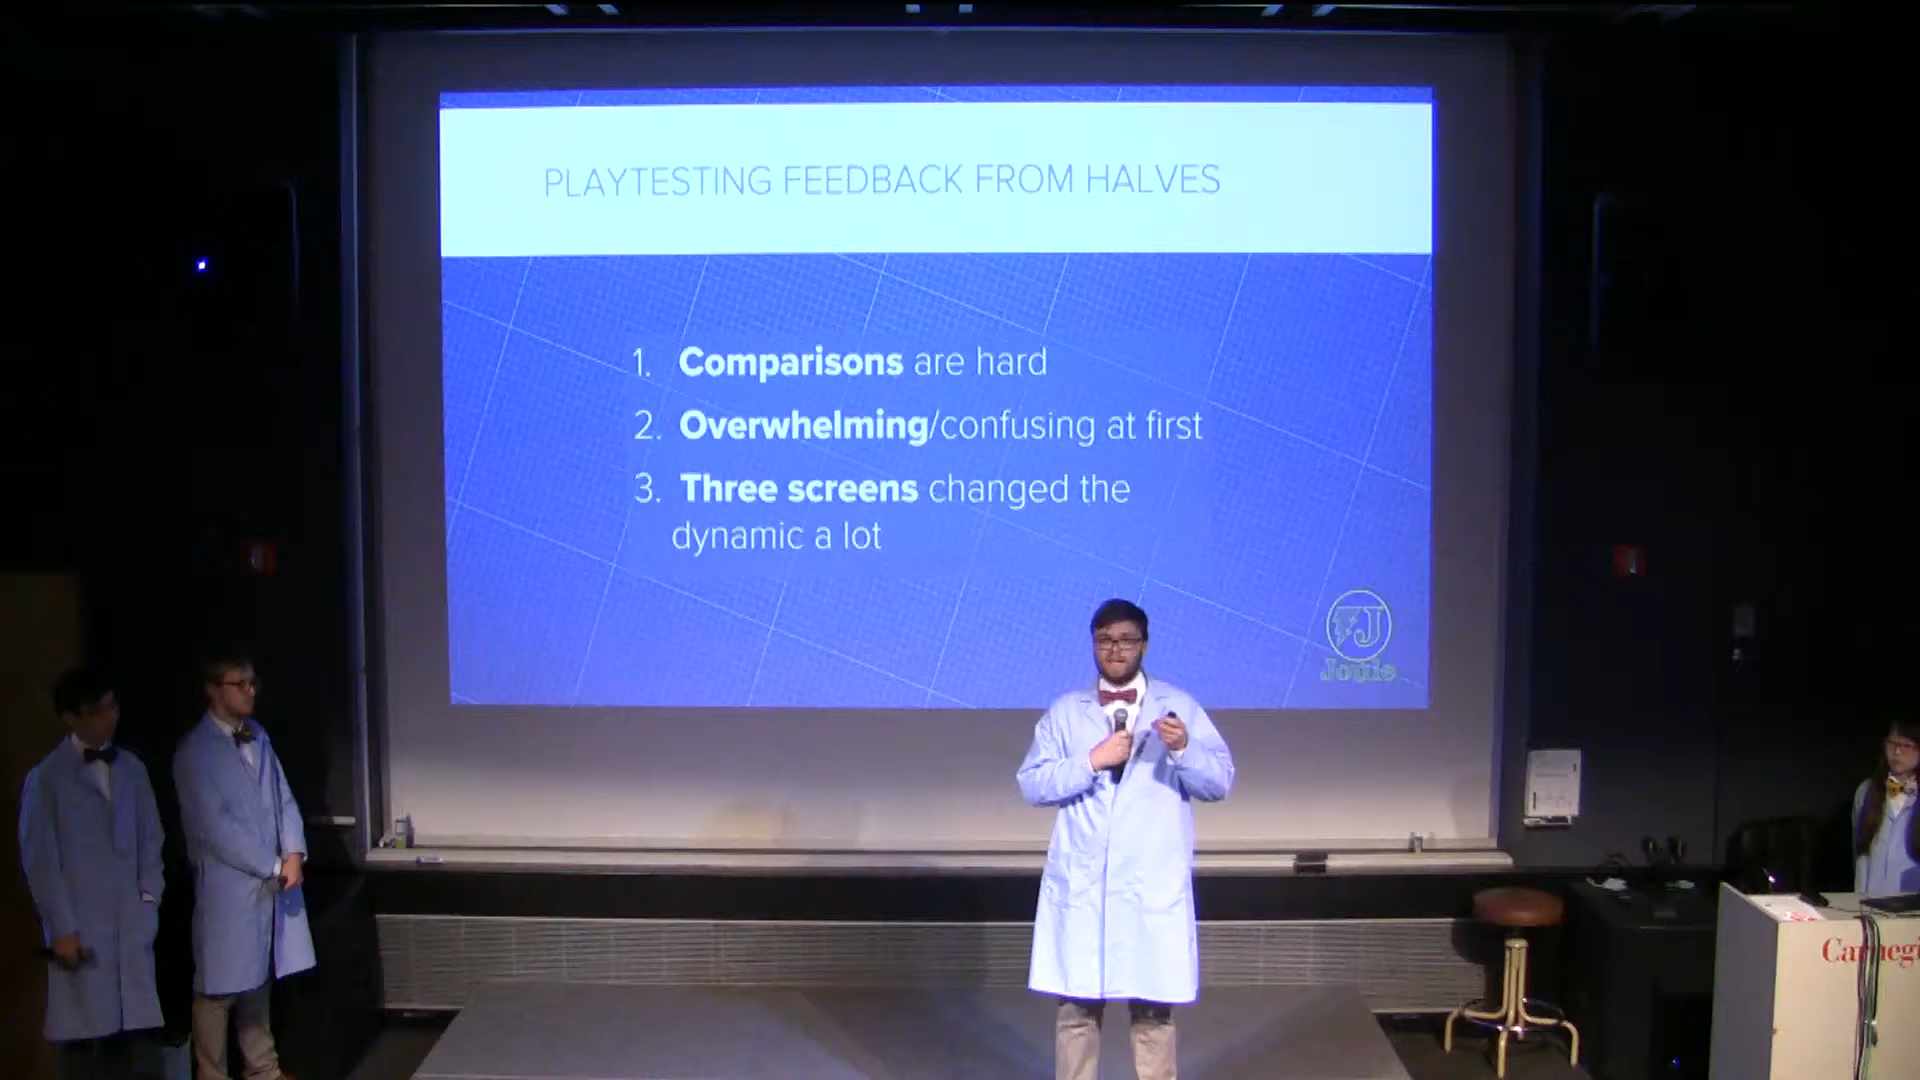 PLAYTESTING FEEDBACK FROM HALVES
1. Comparisons are hard
2. Overwhelming/confusing at first
3. Three screens changed the
dynamic a lot
J
Joule